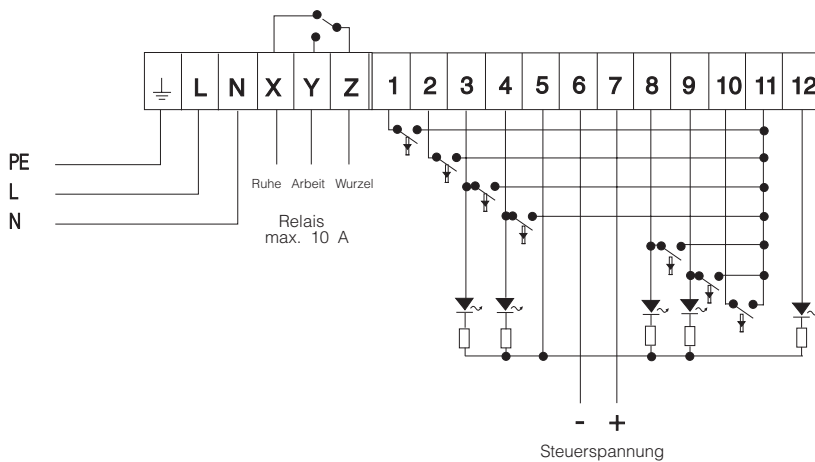 L N X Y Z 1 2 3 4 5 6 7 8 9 10 11 12
PE
L
N
Ruhe Arbeit Wurzel
Relais
max. 10 A
- +
Steuerspannung